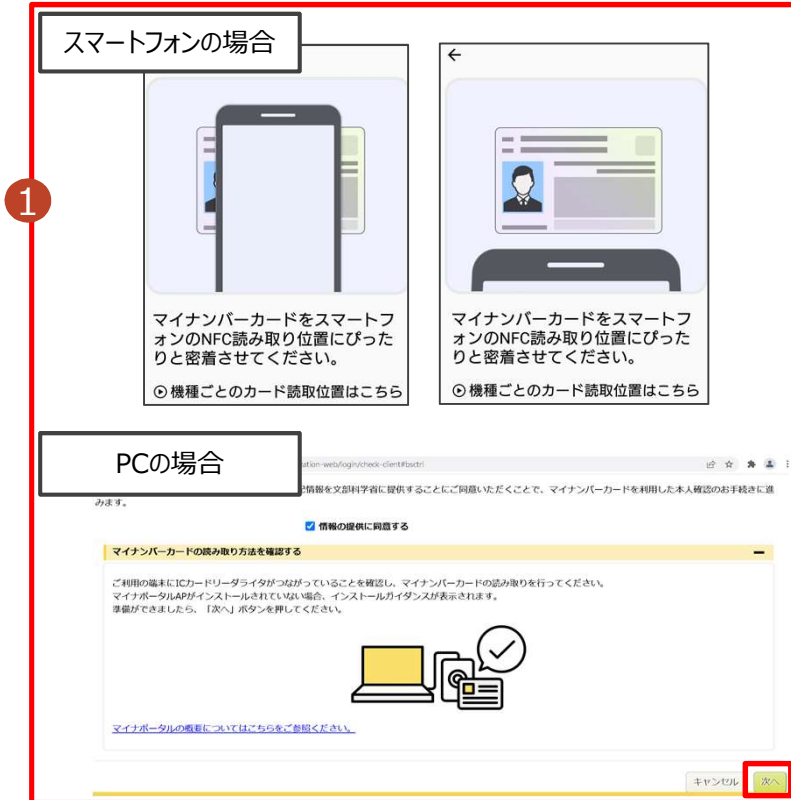 スマートフォンの場合
1
マイナンバーカードをスマートフ
ォンのNFC読み取り位置にぴった
りと密着させてください。
機種ごとのカード読取位置はこちら
マイナンバーカードをスマートフ
ォンのNFC読み取り位置にぴった
りと密着させてください。
機種ごとのカード読取位置はこちら
PCの場合
ation-web/login/check-client#bsctrl
記情報を文部科学省に提供することにご同意いただくことで、マイナンバーカードを利用した本人確認のお手続きに進
みます。
情報の提供に同意する
マイナンバーカードの読み取り方法を確認する
ご利用の端末にICカードリーダライタがつながっていることを確認し、マイナンバーカードの読み取りを行ってください。
マイナポータルAPがインストールされていない場合、インストールガイダンスが表示されます。
準備ができましたら、「次へ」ボタンを押してください。
マイナポータルの概要についてはこちらをご参照ください。
キャンセル
次へ